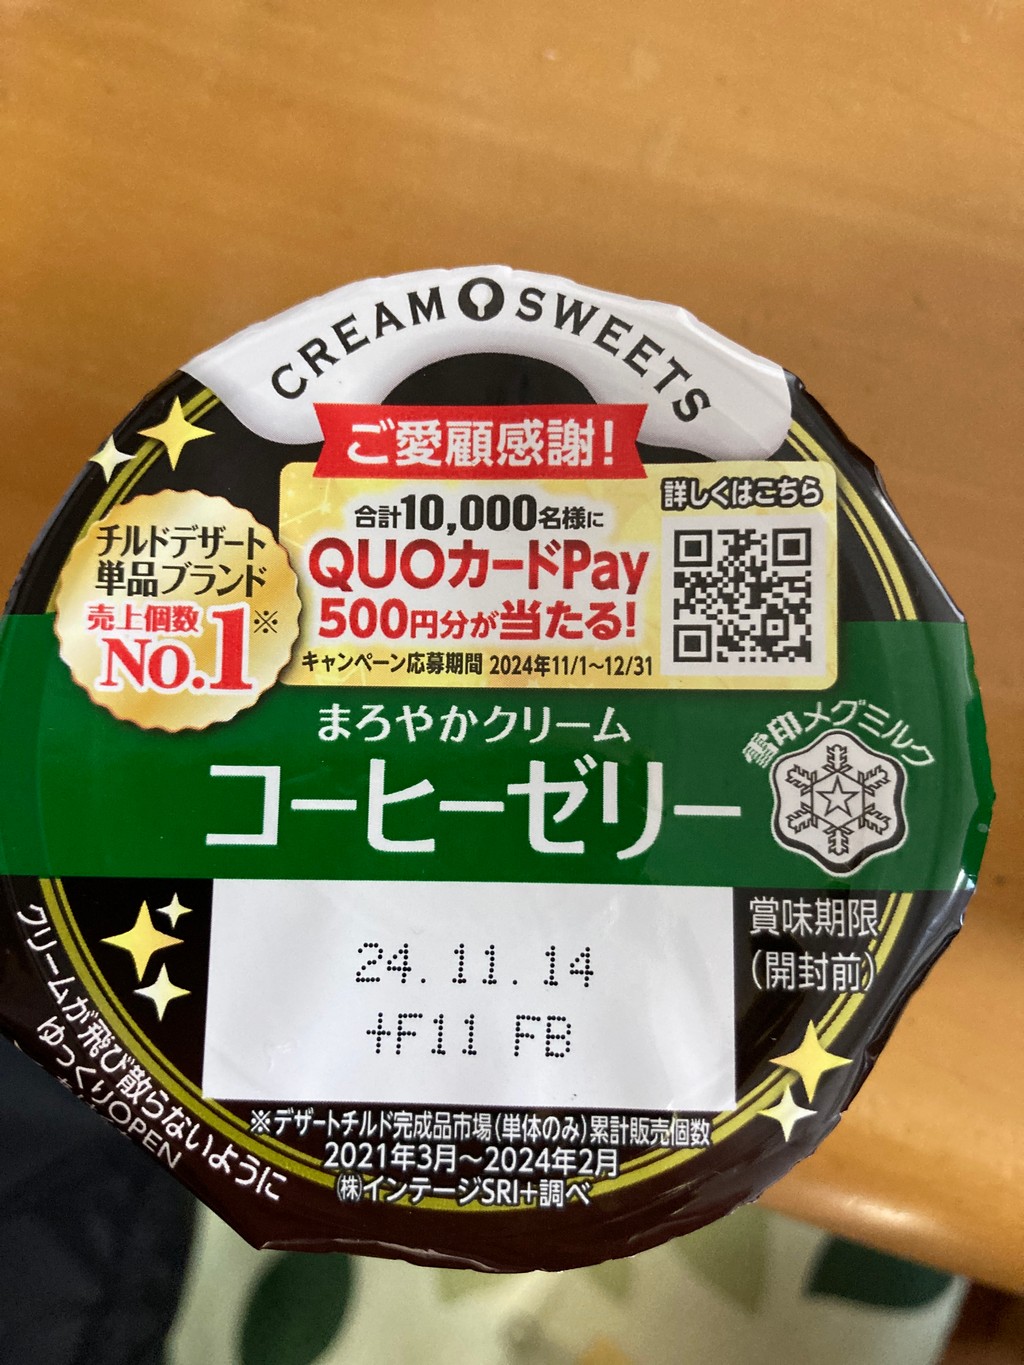 CREAM SWEETS
ご愛顧感謝!
合計10,000名様に
QUOカードPay
500円分が当たる!
キャンペーン応募期間 2024年11/1~12/31
詳しくはこちら
チルドデザート
単品ブランド
売上個数
No.1※
まろやかクリーム
コーヒーゼリー
雪印メグミルク
賞味期限
(開封前)
24.11.14
+F11 FB
クリームが飛び散らないように
ゆっくりOPEN
※デザートチルド完成品市場(単体のみ)累計販売個数
2021年3月~2024年2月
㈱インテージSRI+調べ